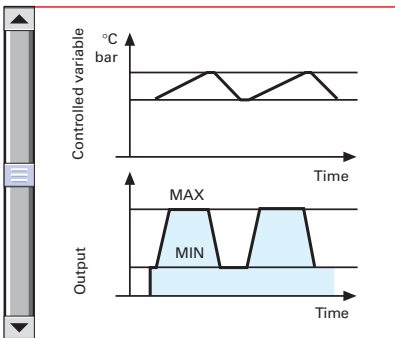 Controlled variable
°C
bar
Time
Output
MAX
MIN
Time